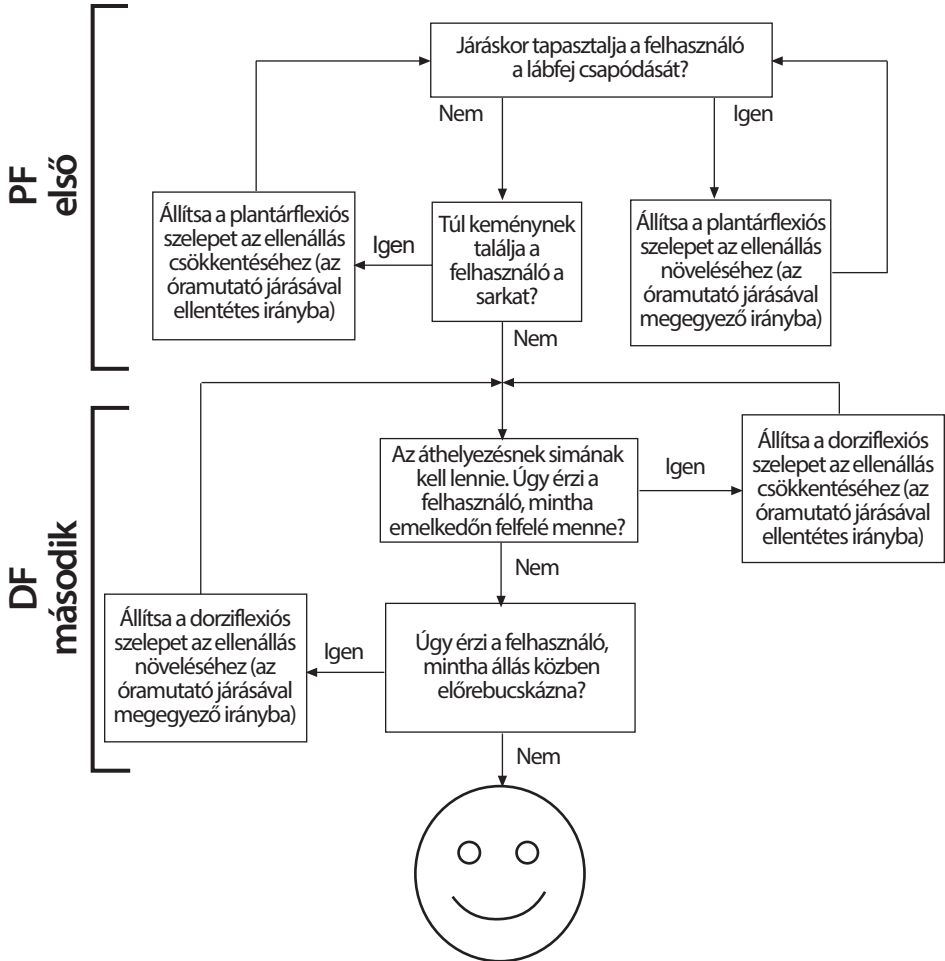 PF
első
Járáskor tapasztalja a felhasználó
a lábfej csapódását?
Nem
Igen
Állítsa a plantárflexiós
szelepet az ellenállás
csökkentéséhez (az
óramutató járásával
ellentétes irányba)
Igen
Túl keménynek
találja a
felhasználó a
sarkat?
Állítsa a plantárflexiós
szelepet az ellenállás
növeléséhez (az
óramutató járásával
megegyező irányba)
Nem
DF
második
Az áthelyezésnek simának
kell lennie. Úgy érzi a
felhasználó, mintha
emelkedőn felfelé menne?
Igen
Állítsa a dorziflexiós
szelepet az ellenállás
csökkentéséhez (az
óramutató járásával
ellentétes irányba)
Nem
Állítsa a dorziflexiós
szelepet az ellenállás
növeléséhez (az
óramutató járásával
megegyező irányba)
Igen
Úgy érzi a felhasználó,
mintha állás közben
előrebucskázna?
Nem